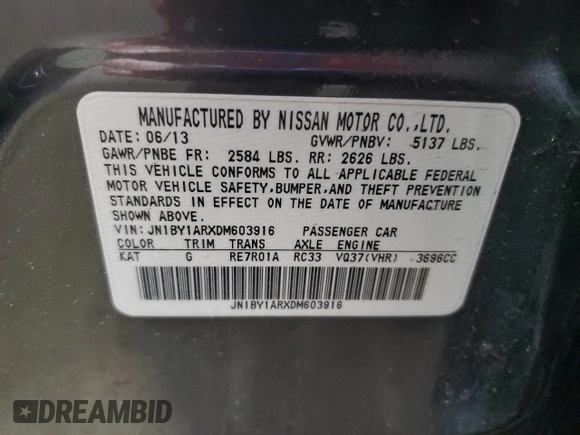 MANUFACTURED BY NISSAN MOTOR CO.,LTD.
DATE: 06/13 GVWR/PNBV: 5137 LBS.
GAWR/PNBE FR: 2584 LBS. RR: 2626 LBS.
THIS VEHICLE CONFORMS TO ALL APPLICABLE FEDERAL
MOTOR VEHICLE SAFETY,BUMPER,AND THEFT PREVENTION
STANDARDS IN EFFECT ON THE DATE OF MANUFACTURE
SHOWN ABOVE.
VIN: JN1BY1ARXDM603916 PASSENGER CAR
COLOR TRIM TRANS AXLE ENGINE
KAT G RE7R01A RC33 VQ37(VHR) 3696CC
JN1BY1ARXDM603916
DREAMBID